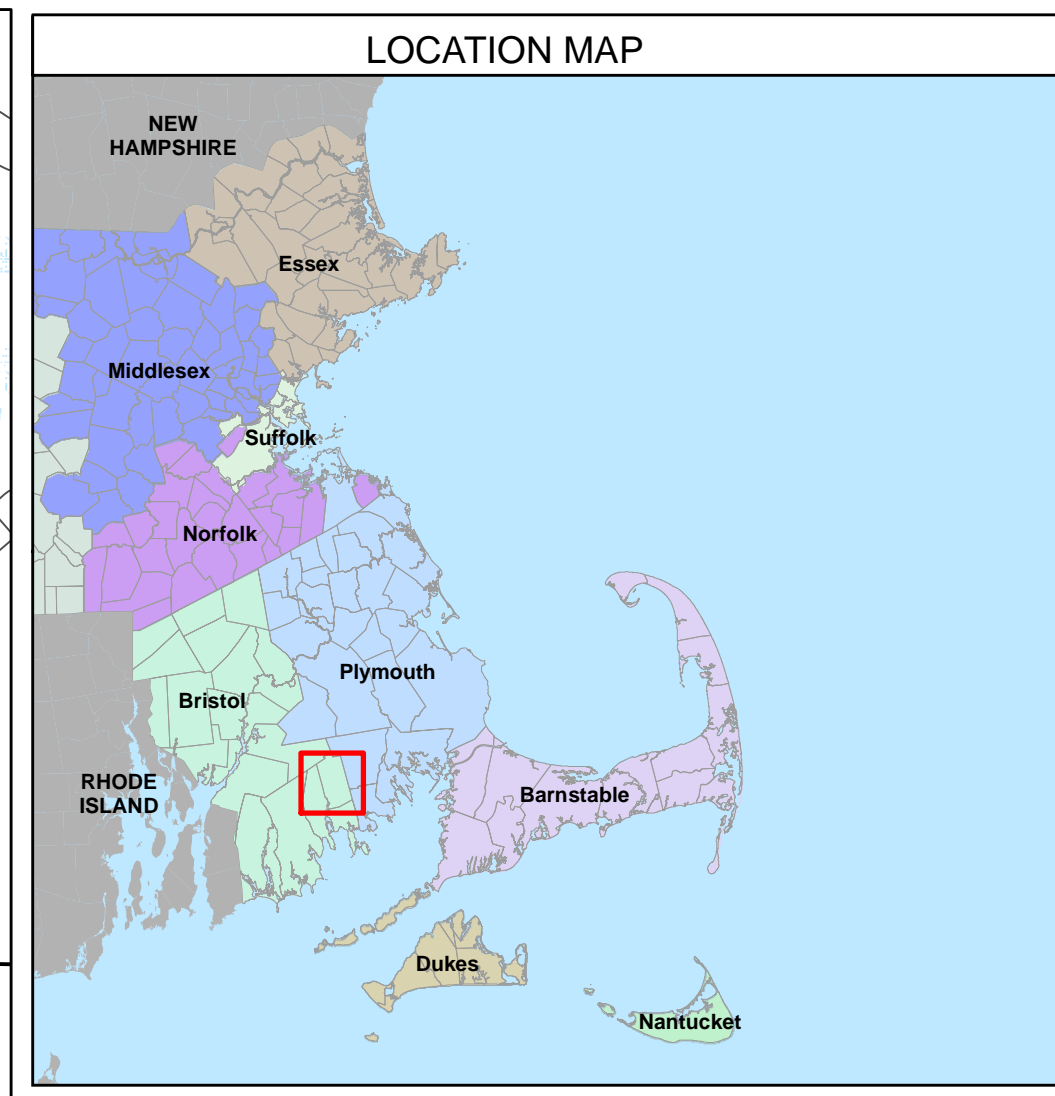 LOCATION MAP
NEW
HAMPSHIRE
Essex
Middlesex
Suffolk
Norfolk
Plymouth
Bristol
RHODE
ISLAND
Barnstable
Dukes
Nantucket